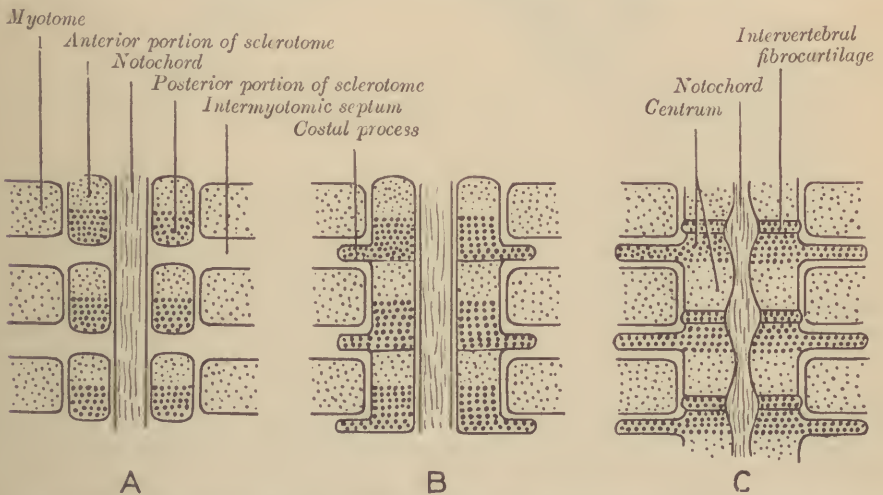 Myotome
Anterior portion of sclerotome
Notochord
Posterior portion of sclerotome
Intermyotomic septum
Costal process
Intervertebral
fibrocartilage
Notochord
Centrum
A
B
C